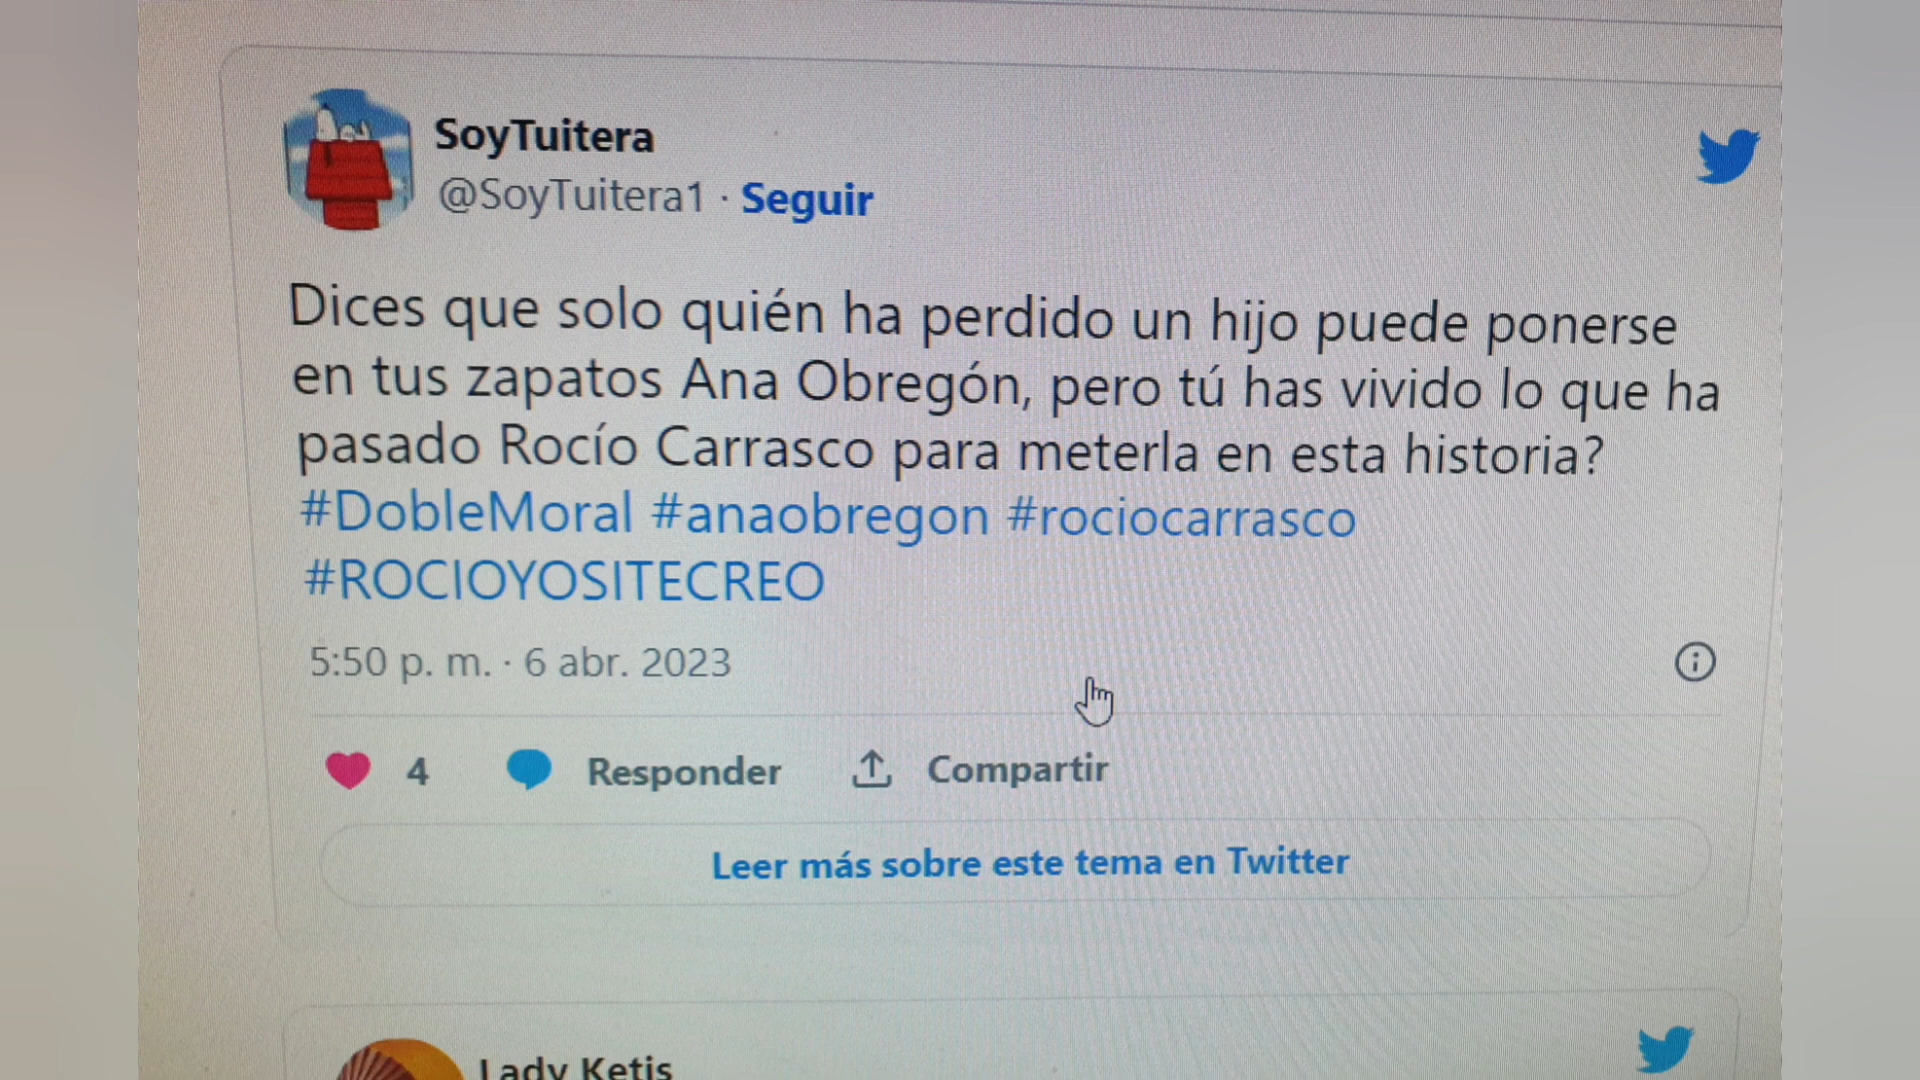 SoyTuitera
@SoyTuitera1 · Seguir
Dices que solo quién ha perdido un hijo puede ponerse
en tus zapatos Ana Obregón, pero tú has vivido lo que ha
pasado Rocío Carrasco para meterla en esta historia?
#DobleMoral #anaobregon #rociocarrasco
#ROCIOYOSITECREO
5:50 p. m. · 6 abr. 2023
4 Responder Compartir
Leer más sobre este tema en Twitter
Lady Ketis